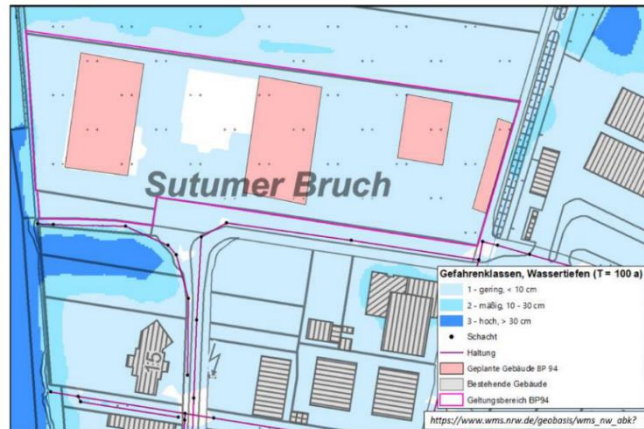 Sutumer Bruch
15
Gefahrenklassen, Wassertiefen (T = 100 a)
1 - gering, < 10 cm
2 - mäßig, 10 - 30 cm
3 - hoch, > 30 cm
Schacht
Haltung
Geplante Gebäude BP 94
Bestehende Gebäude
Geltungsbereich BP94
https://www.wms.nrw.de/geobasis/wms_nw_abk?